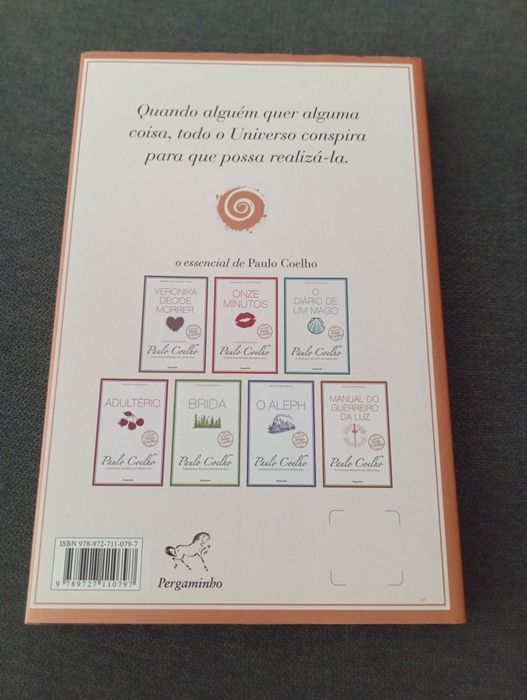 Quando alguém quer alguma
coisa, todo o Universo conspira
para que possa realizá-la.
o essencial de Paulo Coelho
VERONIKA
DECIDE
MORRER
Paulo Coelho
ONZE
MINUTOS
Paulo Coelho
O
DIÁRIO DE
UM MAGO
Paulo Coelho
ADULTÉRIO
Paulo Coelho
BRIDA
Paulo Coelho
O ALEPH
Paulo Coelho
MANUAL DO
GUERREIRO
DA LUZ
Paulo Coelho
ISBN 978-972-711-079-7
9 789727 110797
Pergaminho